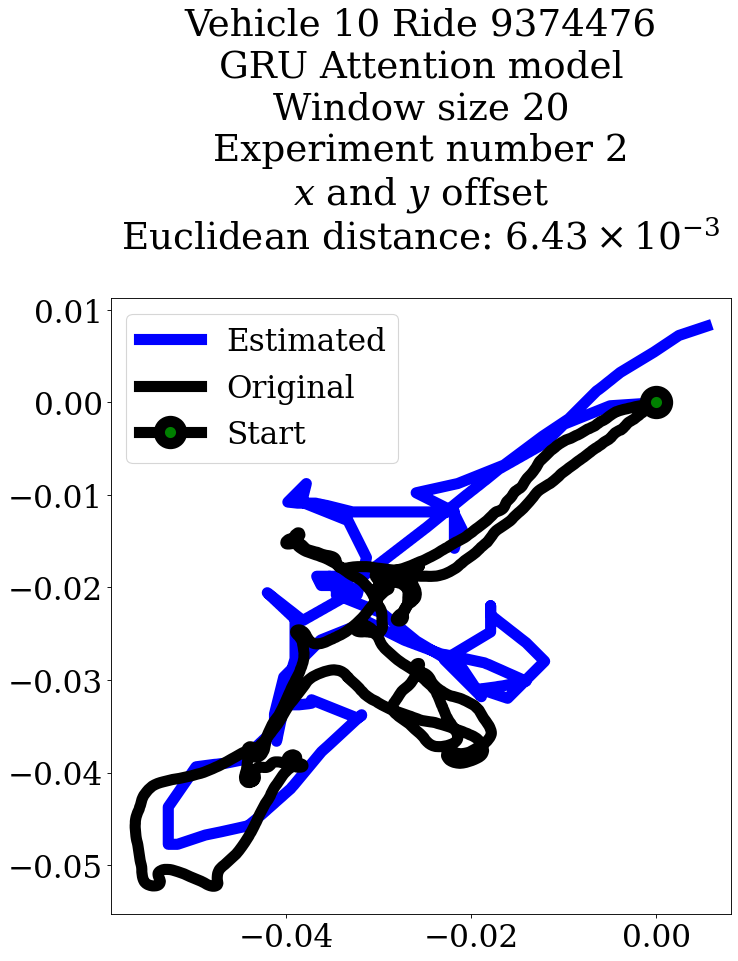 Vehicle 10 Ride 9374476
GRU Attention model
Window size 20
Experiment number 2
x and y offset
Euclidean distance: 6.43 × 10⁻³
Estimated
Original
Start
0.01
0.00
−0.01
−0.02
−0.03
−0.04
−0.05
−0.04
−0.02
0.00